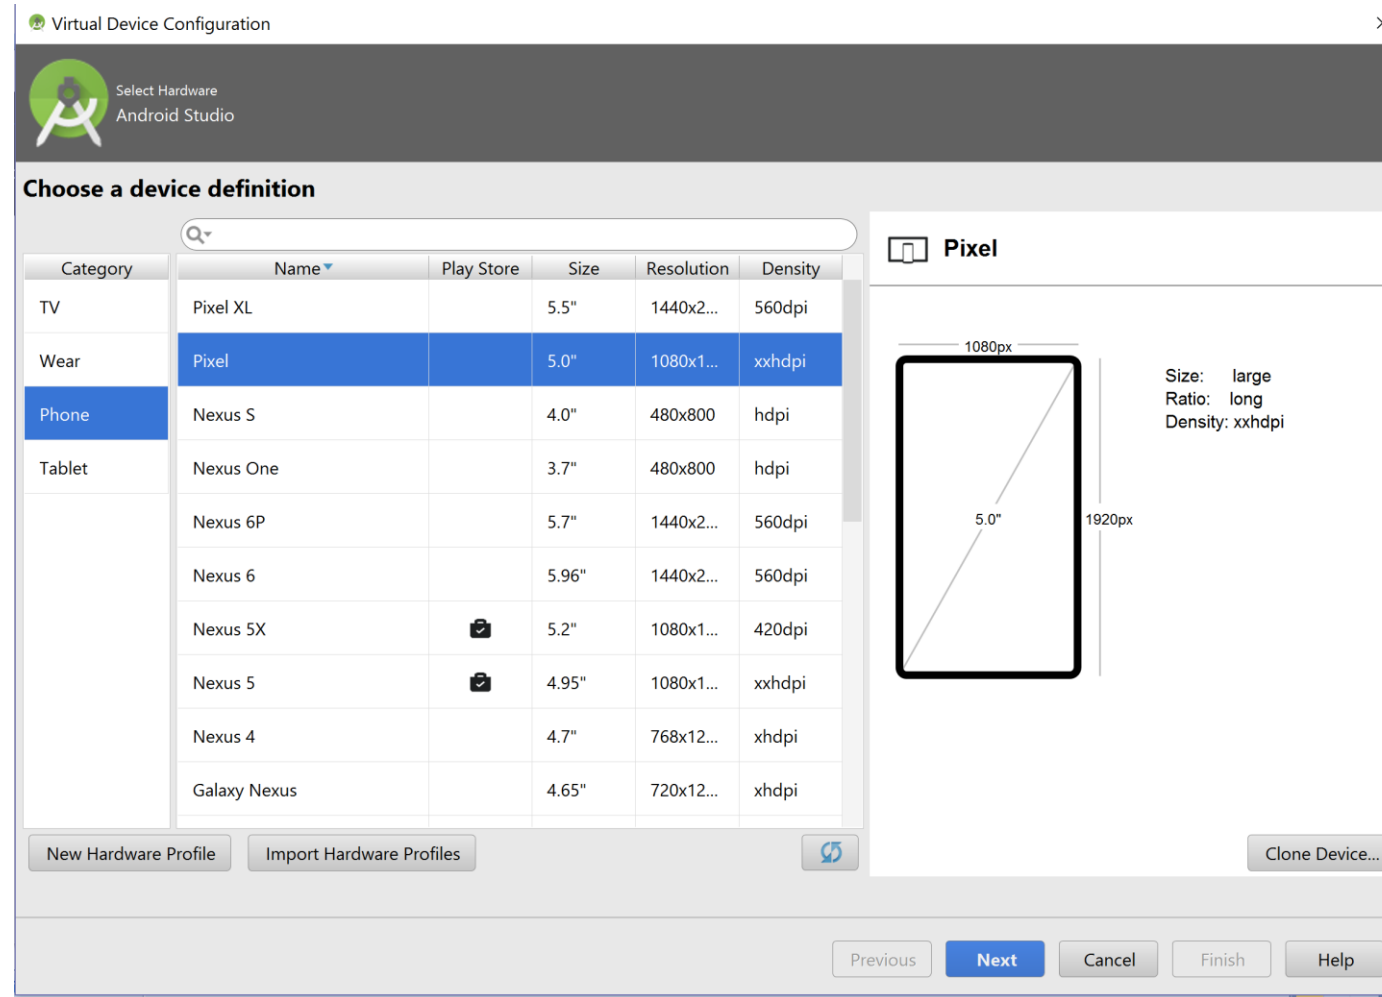 Virtual Device Configuration
Select Hardware
Android Studio
Choose a device definition
Category
TV
Wear
Phone
Tablet
Name Play Store Size Resolution Density
Pixel XL 5.5" 1440x2... 560dpi
Pixel 5.0" 1080x1... xxhdpi
Nexus S 4.0" 480x800 hdpi
Nexus One 3.7" 480x800 hdpi
Nexus 6P 5.7" 1440x2... 560dpi
Nexus 6 5.96" 1440x2... 560dpi
Nexus 5X 5.2" 1080x1... 420dpi
Nexus 5 4.95" 1080x1... xxhdpi
Nexus 4 4.7" 768x12... xhdpi
Galaxy Nexus 4.65" 720x12... xhdpi
New Hardware Profile Import Hardware Profiles
Pixel
1080px
5.0"
1920px
Size: large
Ratio: long
Density: xxhdpi
Clone Device...
Previous Next Cancel Finish Help